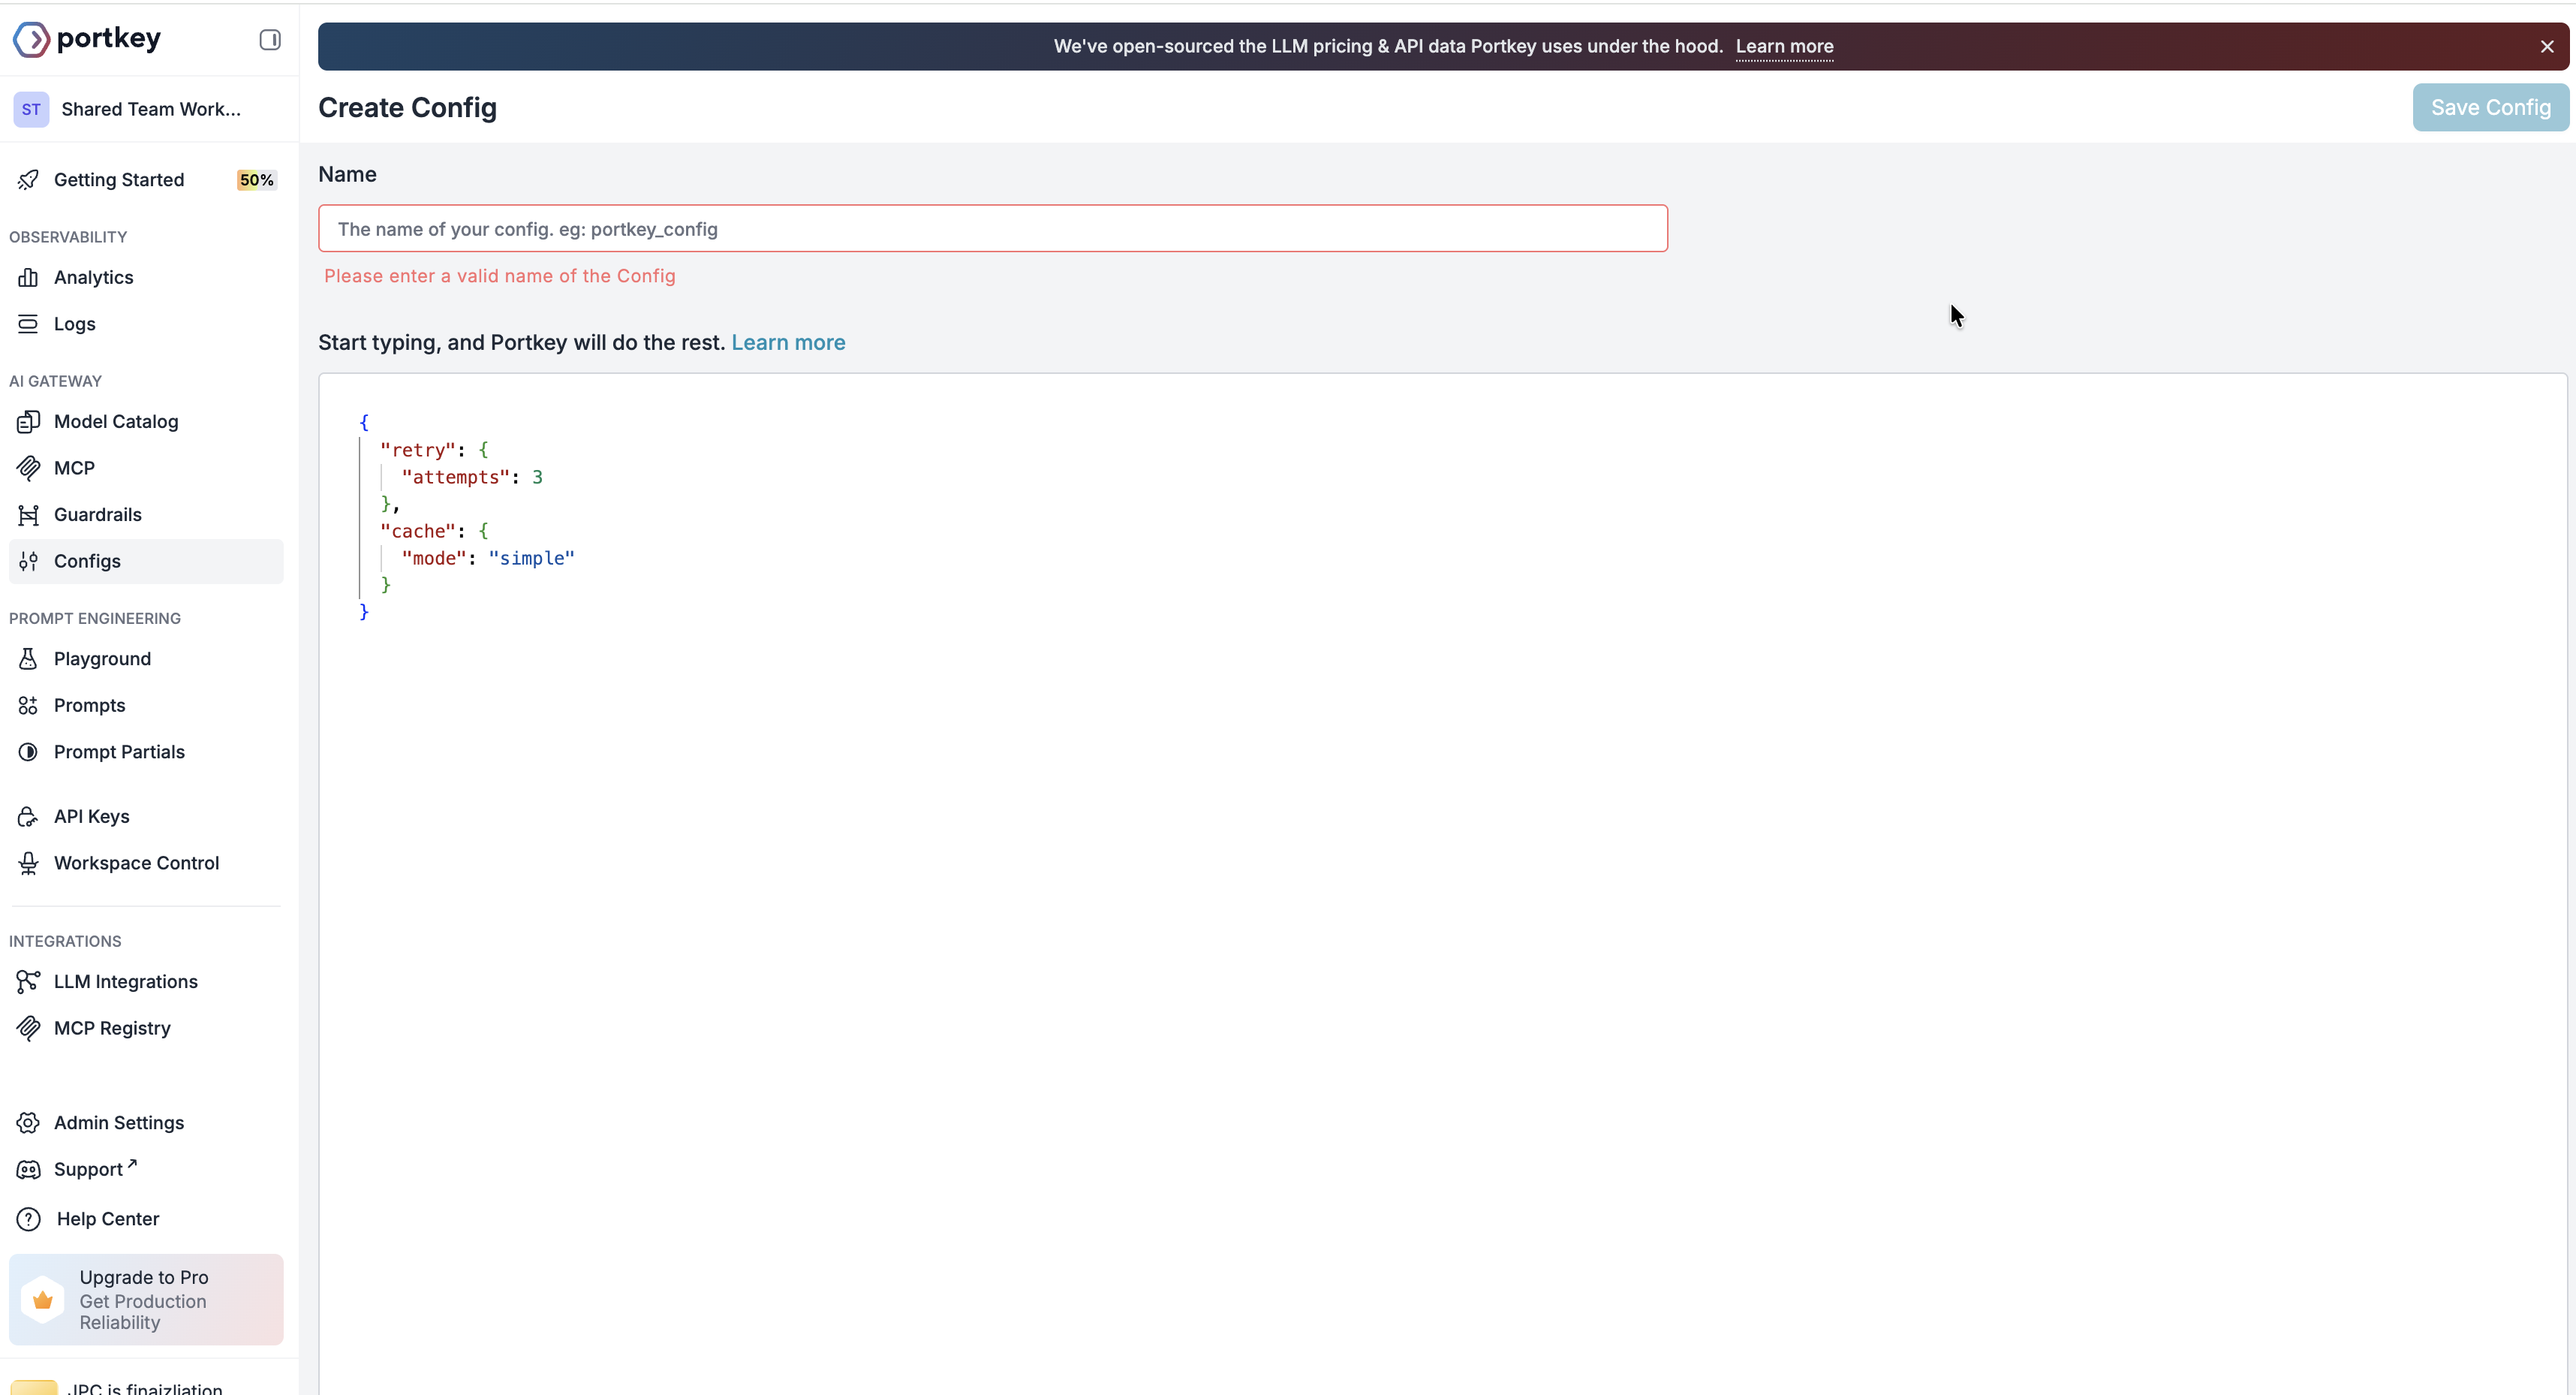 portkey
ST Shared Team Work...
Getting Started 50%
OBSERVABILITY
Analytics
Logs
AI GATEWAY
Model Catalog
MCP
Guardrails
Configs
PROMPT ENGINEERING
Playground
Prompts
Prompt Partials
API Keys
Workspace Control
INTEGRATIONS
LLM Integrations
MCP Registry
Admin Settings
Support
Help Center
Upgrade to Pro
Get Production
Reliability
JPC is finaizliation
We've open-sourced the LLM pricing & API data Portkey uses under the hood. Learn more
Create Config
Save Config
Name
The name of your config. eg: portkey_config
Please enter a valid name of the Config
Start typing, and Portkey will do the rest. Learn more
{
  "retry": {
    "attempts": 3
  },
  "cache": {
    "mode": "simple"
  }
}